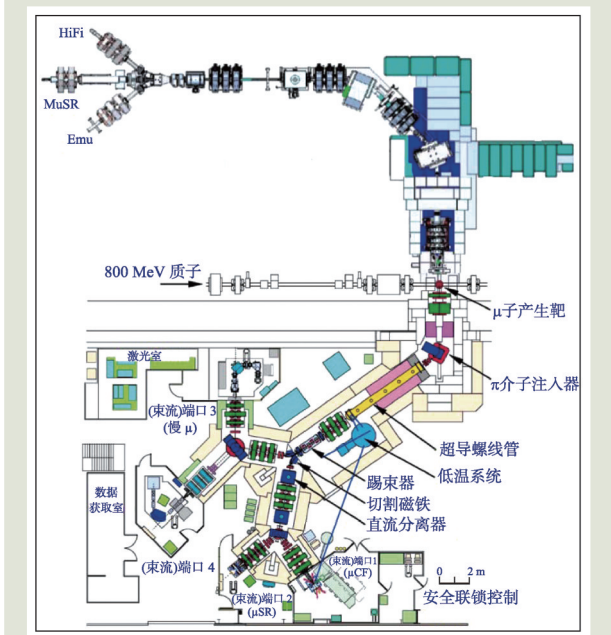 HiFi
MuSR
Emu
800 MeV 质子
μ子产生靶
激光室
π介子注入器
(束流)端口 3
(慢 μ)
超导螺线管
低温系统
踢束器
切割磁铁
直流分离器
数据
获取室
(束流)端口 4
(束流)端口1
(μCF)
(束流)端口 2
(μSR)
0 2 m
安全联锁控制